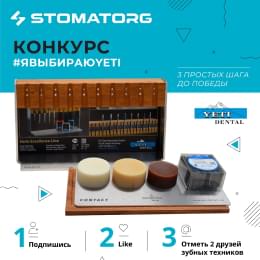 STOMATORG
КОНКУРС
#ЯВЫБИРАЮYETI
3 ПРОСТЫХ ШАГА
ДО ПОБЕДЫ
YETI
DENTAL
CONTACT
1 Подпишись
2 Like
3 Отметь 2 друзей
зубных техников